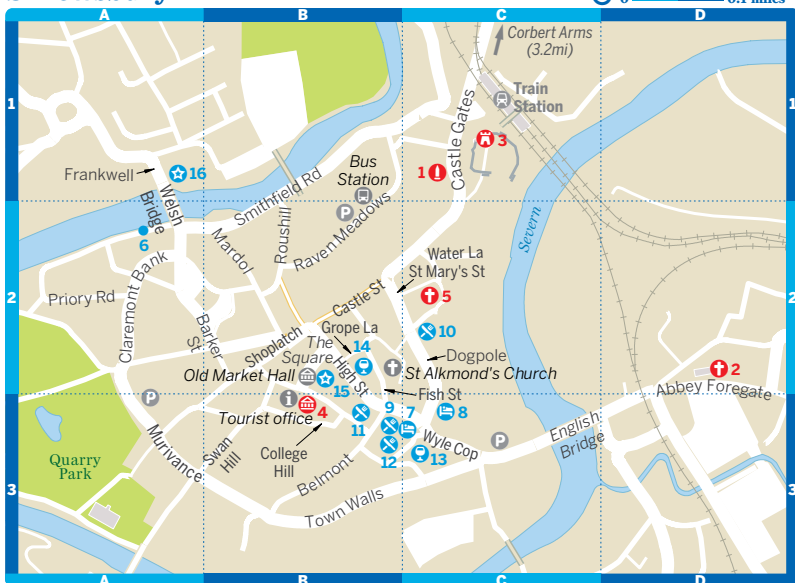 A B C D
Corbert Arms
(3.2mi)
1
1
Train
Station
3
Castle Gates
Frankwell
16
Bus
Station
1
Welsh
Bridge
Smithfield Rd
P
Roushill
Raven Meadows
Severn
6
Mardol
Water La
St Mary's St
2
2
Priory Rd
Claremont Bank
Castle St
5
Barker
St
Shoplatch
Grope La
10
The
Square
14
High St
Dogpole
2
Old Market Hall
15
St Alkmond's Church
Abbey Foregate
P
Fish St
Tourist office
4
11
9
7
8
English
Bridge
Murivance
Swan
Hill
College
Hill
12
Wyle Cop
13
P
Quarry
Park
Belmont
3
3
Town Walls
A B C D